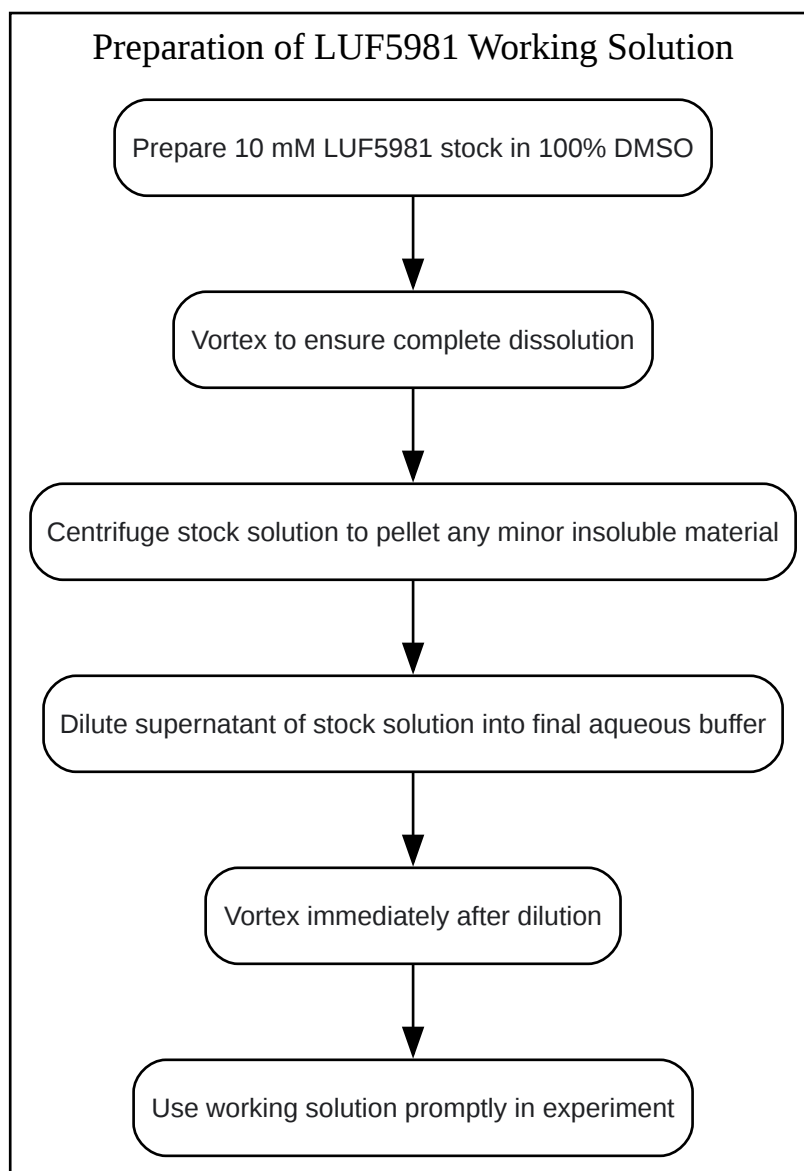 Preparation of LUF5981 Working Solution
Prepare 10 mM LUF5981 stock in 100% DMSO
Vortex to ensure complete dissolution
Centrifuge stock solution to pellet any minor insoluble material
Dilute supernatant of stock solution into final aqueous buffer
Vortex immediately after dilution
Use working solution promptly in experiment